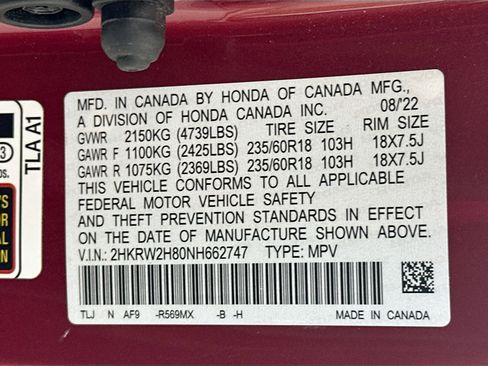 MFD. IN CANADA BY HONDA OF CANADA MFG.,
A DIVISION OF HONDA CANADA INC. 08/'22
GVWR 2150KG (4739LBS) TIRE SIZE RIM SIZE
GAWR F 1100KG (2425LBS) 235/60R18 103H 18X7.5J
GAWR R 1075KG (2369LBS) 235/60R18 103H 18X7.5J
THIS VEHICLE CONFORMS TO ALL APPLICABLE
FEDERAL MOTOR VEHICLE SAFETY
AND THEFT PREVENTION STANDARDS IN EFFECT
ON THE DATE OF MANUFACTURE SHOWN ABOVE.
V.I.N.: 2HKRW2H80NH662747 TYPE: MPV
TLJ N AF9 -R569MX -B -H MADE IN CANADA
TLA A1